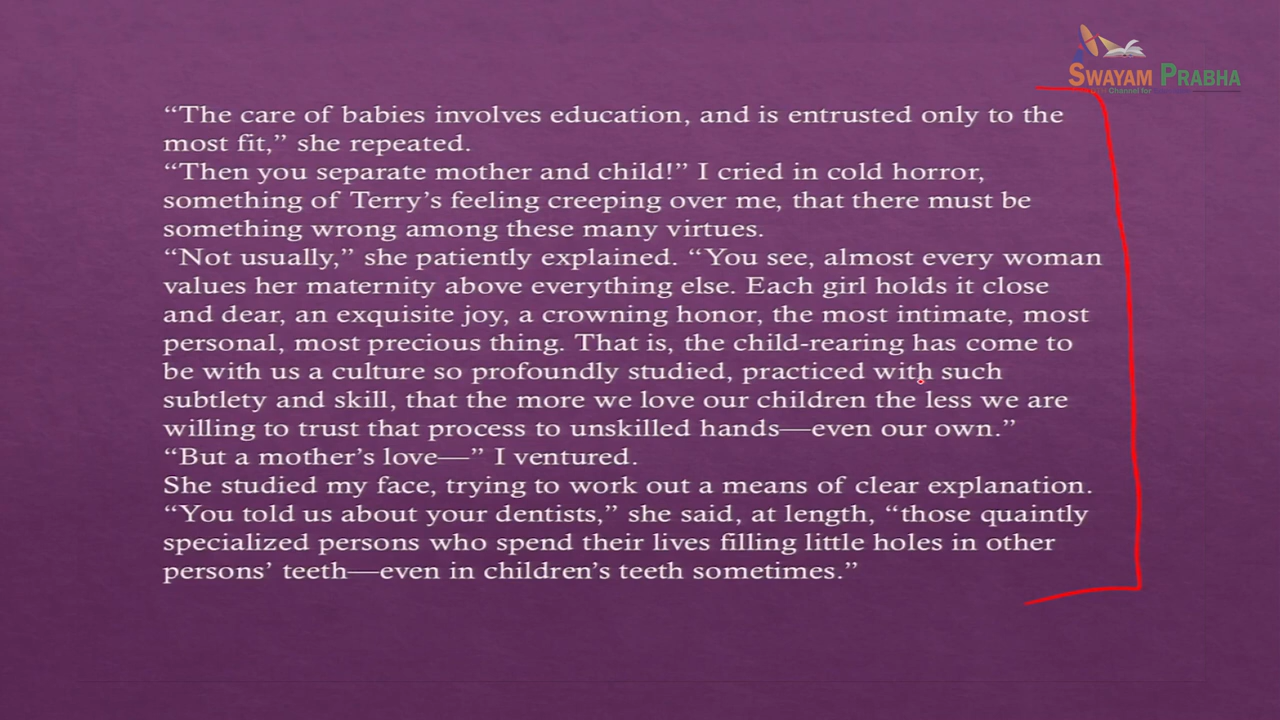 SWAYAM PRABHA
Channel for
“The care of babies involves education, and is entrusted only to the
most fit,” she repeated.
“Then you separate mother and child!” I cried in cold horror,
something of Terry’s feeling creeping over me, that there must be
something wrong among these many virtues.
“Not usually,” she patiently explained. “You see, almost every woman
values her maternity above everything else. Each girl holds it close
and dear, an exquisite joy, a crowning honor, the most intimate, most
personal, most precious thing. That is, the child-rearing has come to
be with us a culture so profoundly studied, practiced with such
subtlety and skill, that the more we love our children the less we are
willing to trust that process to unskilled hands—even our own.”
“But a mother’s love—” I ventured.
She studied my face, trying to work out a means of clear explanation.
“You told us about your dentists,” she said, at length, “those quaintly
specialized persons who spend their lives filling little holes in other
persons’ teeth—even in children’s teeth sometimes.”